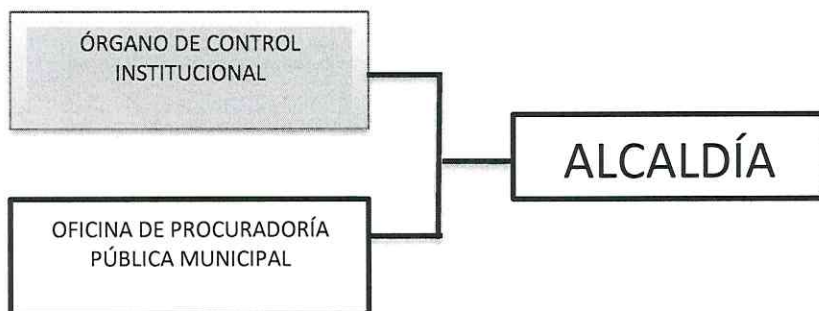 ÓRGANO DE CONTROL
INSTITUCIONAL
ALCALDÍA
OFICINA DE PROCURADORÍA
PÚBLICA MUNICIPAL